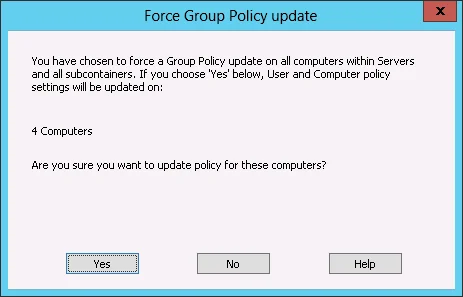 Force Group Policy update
x
You have chosen to force a Group Policy update on all computers within Servers
and all subcontainers. If you choose 'Yes' below, User and Computer policy
settings will be updated on:
4 Computers
Are you sure you want to update policy for these computers?
Yes
No
Help